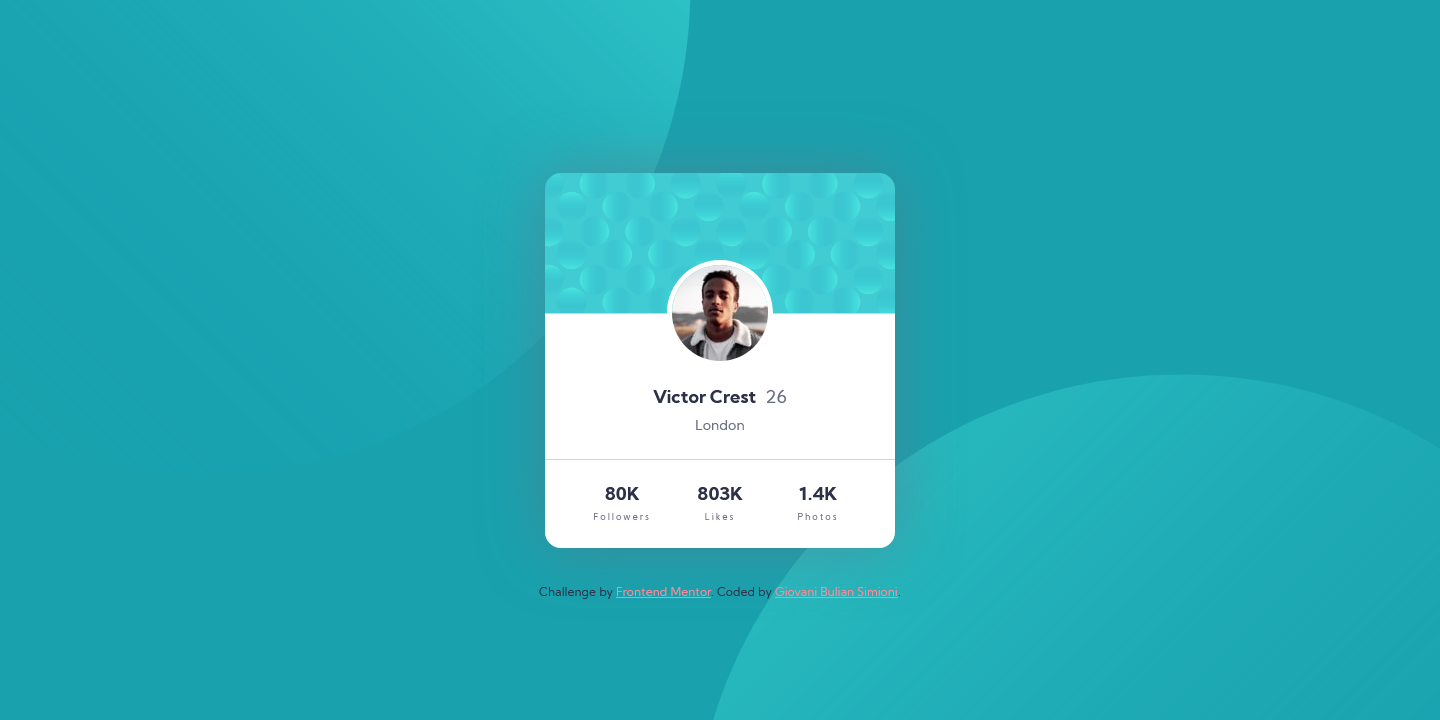 Victor Crest 26
London
80K 803K 1.4K
Followers Likes Photos
Challenge by Frontend Mentor. Coded by Giovani Bulian Simioni.